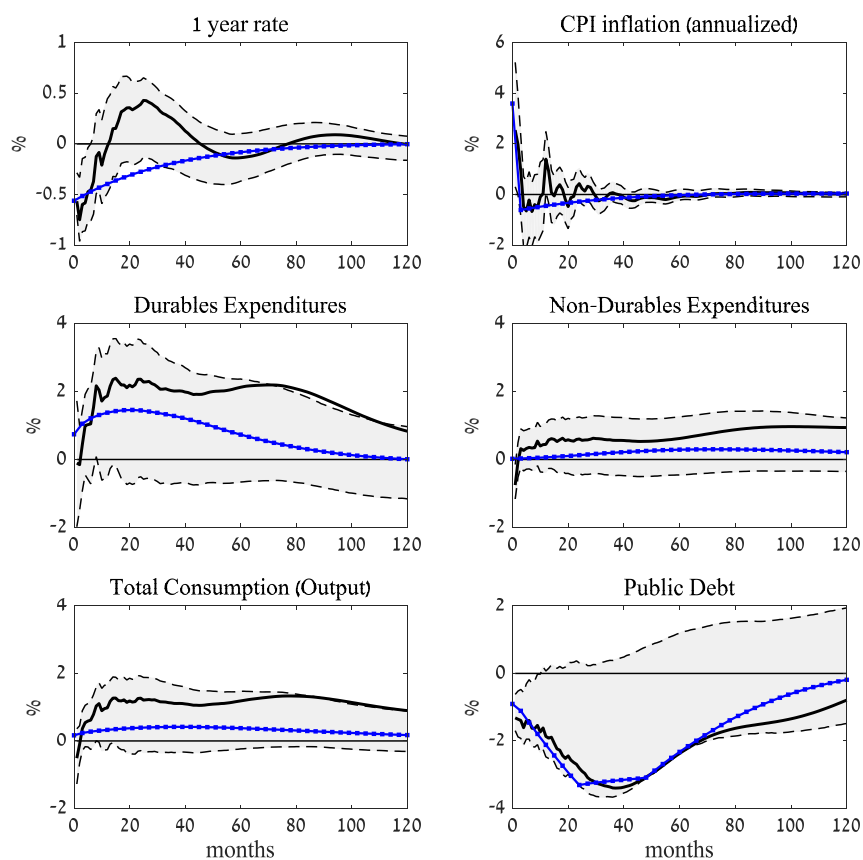 1 year rate
CPI inflation (annualized)
1
0.5
0
-0.5
-1
%
0 20 40 60 80 100 120
6
4
2
0
-2
%
0 20 40 60 80 100 120
Durables Expenditures
Non-Durables Expenditures
4
2
0
-2
%
0 20 40 60 80 100 120
4
2
0
-2
%
0 20 40 60 80 100 120
Total Consumption (Output)
Public Debt
4
2
0
-2
%
0 20 40 60 80 100 120
months
2
0
-2
-4
%
0 20 40 60 80 100 120
months